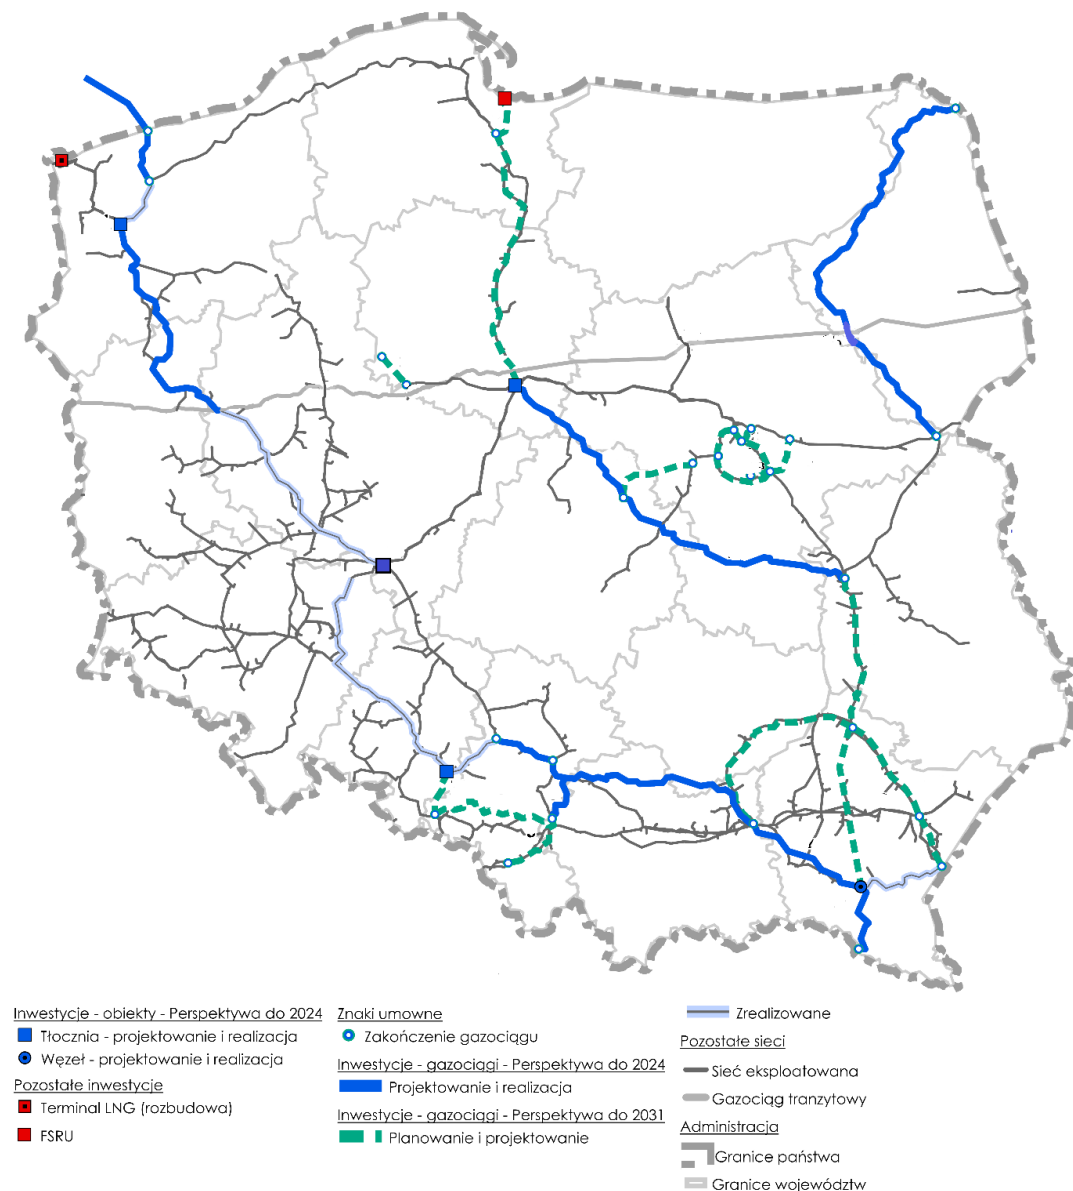 Inwestycje - obiekty - Perspektywa do 2024
Tłocznia - projektowanie i realizacja
Węzeł - projektowanie i realizacja
Pozostałe inwestycje
Terminal LNG (rozbudowa)
FSRU
Znaki umowne
Zakończenie gazociągu
Inwestycje - gazociągi - Perspektywa do 2024
Projektowanie i realizacja
Inwestycje - gazociągi - Perspektywa do 2031
Planowanie i projektowanie
Zrealizowane
Pozostałe sieci
Sieć eksploatowana
Gazociąg tranzytowy
Administracja
Granice państwa
Granice województw